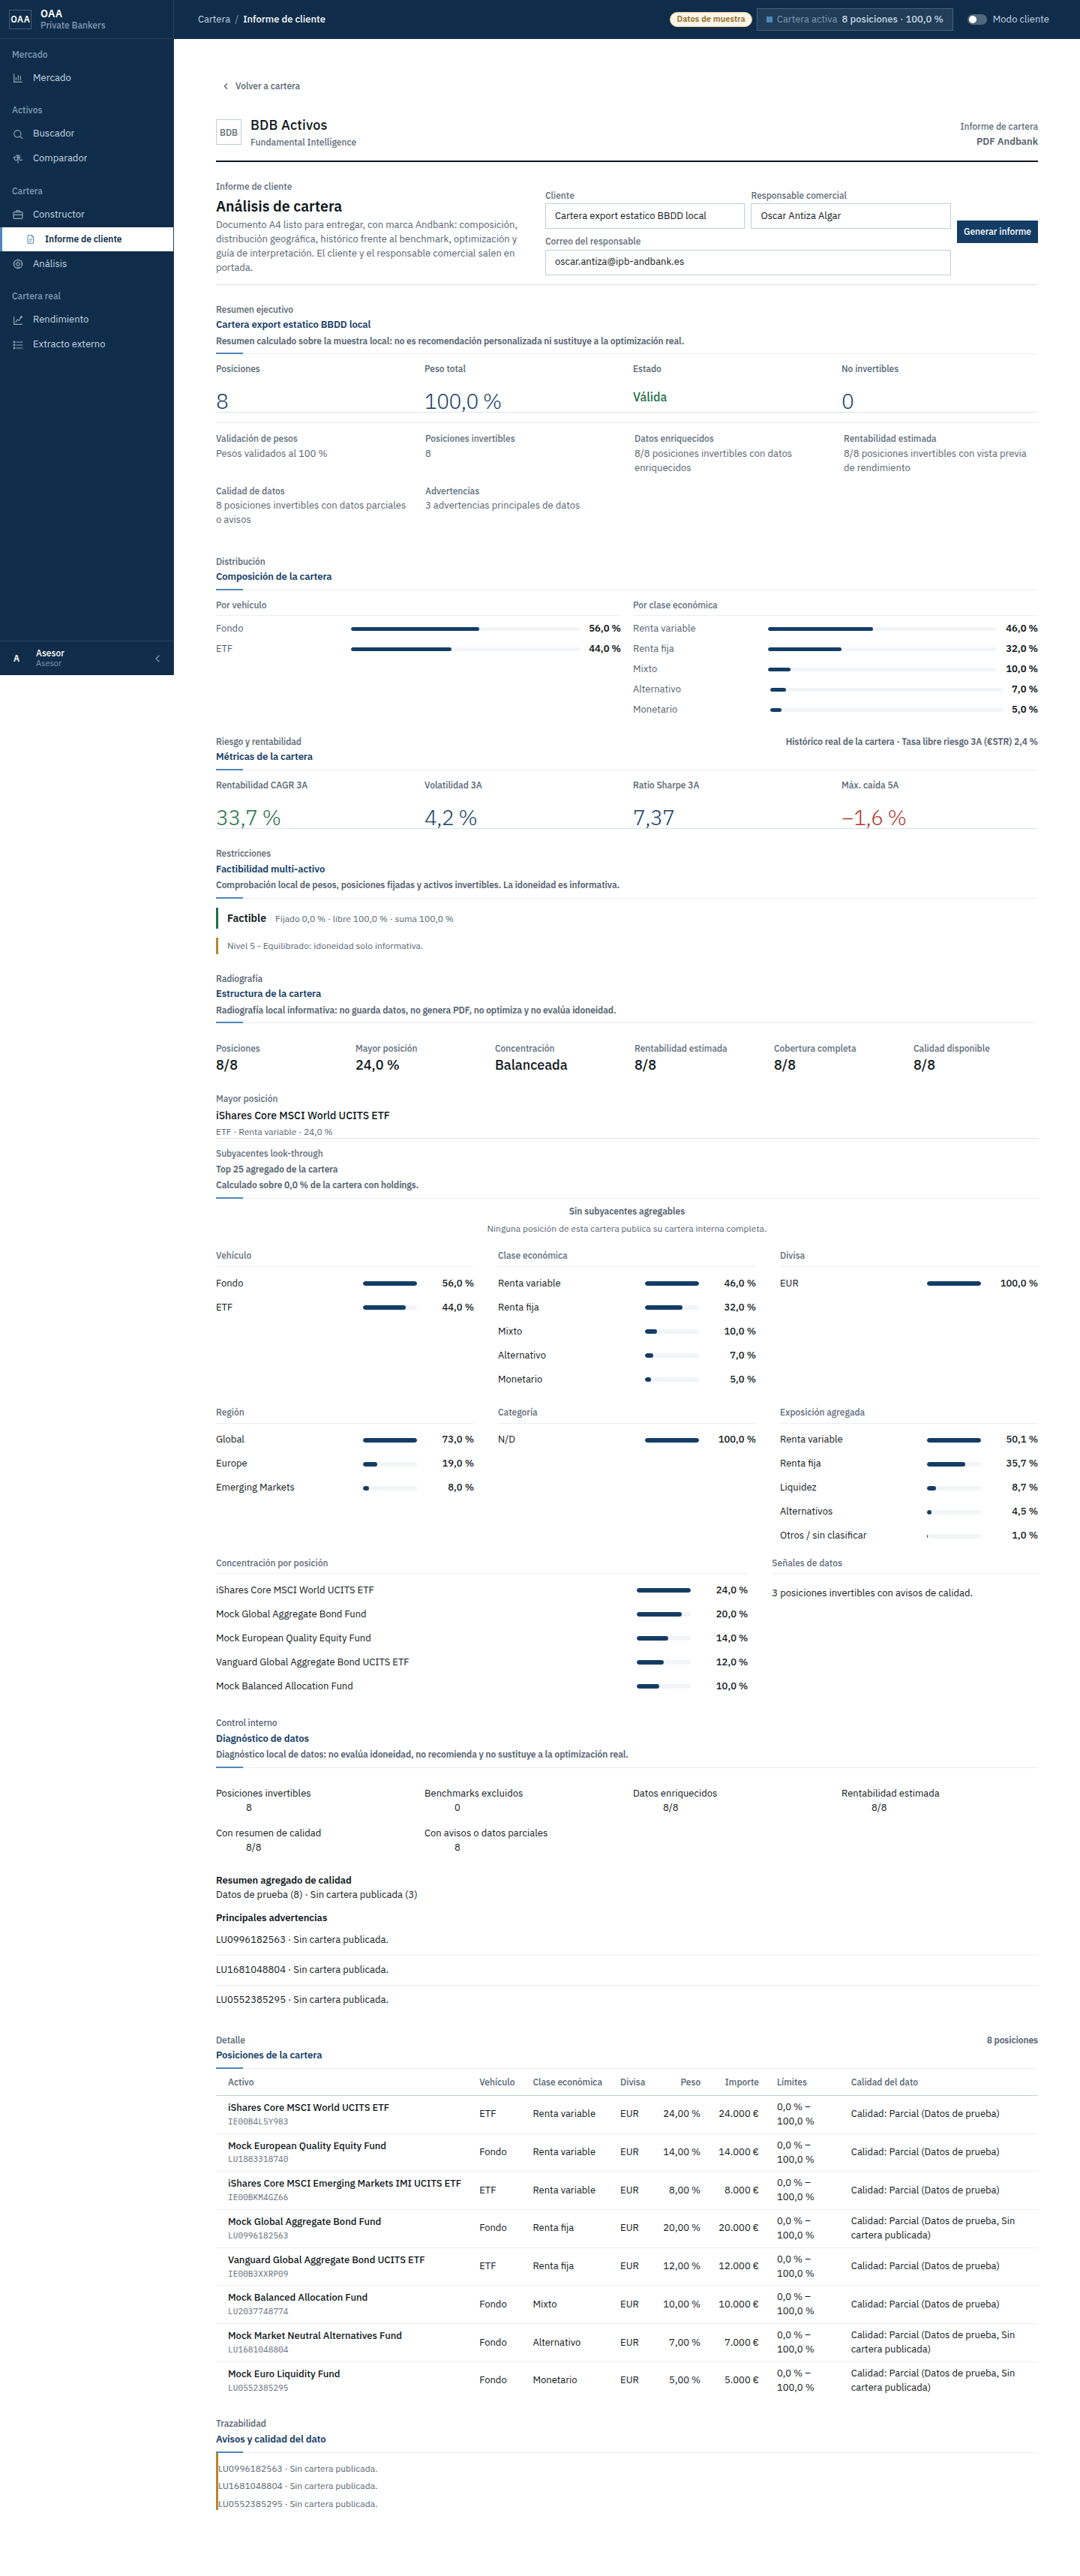 OAA
OAA
Private Bankers
Cartera / Informe de cliente
Datos de muestra
Cartera activa 8 posiciones · 100,0 %
Modo cliente
Mercado
Mercado
Activos
Buscador
Comparador
Cartera
Constructor
Informe de cliente
Análisis
Cartera real
Rendimiento
Extracto externo
A
Asesor
Asesor
Volver a cartera
BDB
BDB Activos
Fundamental Intelligence
Informe de cartera
PDF Andbank
Informe de cliente
Análisis de cartera
Documento A4 listo para entregar, con marca Andbank: composición,
distribución geográfica, histórico frente al benchmark, optimización y
guía de interpretación. El cliente y el responsable comercial salen en
portada.
Cliente
Cartera export estatico BBDD local
Responsable comercial
Oscar Antiza Algar
Correo del responsable
oscar.antiza@ipb-andbank.es
Generar informe
Resumen ejecutivo
Cartera export estatico BBDD local
Resumen calculado sobre la muestra local: no es recomendación personalizada ni sustituye a la optimización real.
Posiciones
8
Peso total
100,0 %
Estado
Válida
No invertibles
0
Validación de pesos
Pesos validados al 100 %
Posiciones invertibles
8
Datos enriquecidos
8/8 posiciones invertibles con datos
enriquecidos
Rentabilidad estimada
8/8 posiciones invertibles con vista previa
de rendimiento
Calidad de datos
8 posiciones invertibles con datos parciales
o avisos
Advertencias
3 advertencias principales de datos
Distribución
Composición de la cartera
Por vehículo
Fondo 56,0 %
ETF 44,0 %
Por clase económica
Renta variable 46,0 %
Renta fija 32,0 %
Mixto 10,0 %
Alternativo 7,0 %
Monetario 5,0 %
Riesgo y rentabilidad
Métricas de la cartera
Histórico real de la cartera · Tasa libre riesgo 3A (€STR) 2,4 %
Rentabilidad CAGR 3A
33,7 %
Volatilidad 3A
4,2 %
Ratio Sharpe 3A
7,37
Máx. caída 5A
−1,6 %
Restricciones
Factibilidad multi-activo
Comprobación local de pesos, posiciones fijadas y activos invertibles. La idoneidad es informativa.
Factible Fijado 0,0 % · libre 100,0 % · suma 100,0 %
Nivel 5 - Equilibrado: idoneidad solo informativa.
Radiografía
Estructura de la cartera
Radiografía local informativa: no guarda datos, no genera PDF, no optimiza y no evalúa idoneidad.
Posiciones
8/8
Mayor posición
24,0 %
Concentración
Balanceada
Rentabilidad estimada
8/8
Cobertura completa
8/8
Calidad disponible
8/8
Mayor posición
iShares Core MSCI World UCITS ETF
ETF · Renta variable · 24,0 %
Subyacentes look-through
Top 25 agregado de la cartera
Calculado sobre 0,0 % de la cartera con holdings.
Sin subyacentes agregables
Ninguna posición de esta cartera publica su cartera interna completa.
Vehículo
Fondo 56,0 %
ETF 44,0 %
Clase económica
Renta variable 46,0 %
Renta fija 32,0 %
Mixto 10,0 %
Alternativo 7,0 %
Monetario 5,0 %
Divisa
EUR 100,0 %
Región
Global 73,0 %
Europe 19,0 %
Emerging Markets 8,0 %
Categoría
N/D 100,0 %
Exposición agregada
Renta variable 50,1 %
Renta fija 35,7 %
Liquidez 8,7 %
Alternativos 4,5 %
Otros / sin clasificar 1,0 %
Concentración por posición
iShares Core MSCI World UCITS ETF 24,0 %
Mock Global Aggregate Bond Fund 20,0 %
Mock European Quality Equity Fund 14,0 %
Vanguard Global Aggregate Bond UCITS ETF 12,0 %
Mock Balanced Allocation Fund 10,0 %
Señales de datos
3 posiciones invertibles con avisos de calidad.
Control interno
Diagnóstico de datos
Diagnóstico local de datos: no evalúa idoneidad, no recomienda y no sustituye a la optimización real.
Posiciones invertibles
8
Benchmarks excluidos
0
Datos enriquecidos
8/8
Rentabilidad estimada
8/8
Con resumen de calidad
8/8
Con avisos o datos parciales
8
Resumen agregado de calidad
Datos de prueba (8) · Sin cartera publicada (3)
Principales advertencias
LU0996182563 · Sin cartera publicada.
LU1681048804 · Sin cartera publicada.
LU0552385295 · Sin cartera publicada.
Detalle
Posiciones de la cartera
8 posiciones
Activo Vehículo Clase económica Divisa Peso Importe Límites Calidad del dato
iShares Core MSCI World UCITS ETF
IE00B4L5Y983
ETF Renta variable EUR 24,00 % 24.000 € 0,0 % –
100,0 %
Calidad: Parcial (Datos de prueba)
Mock European Quality Equity Fund
LU1883318740
Fondo Renta variable EUR 14,00 % 14.000 € 0,0 % –
100,0 %
Calidad: Parcial (Datos de prueba)
iShares Core MSCI Emerging Markets IMI UCITS ETF
IE00BKM4GZ66
ETF Renta variable EUR 8,00 % 8.000 € 0,0 % –
100,0 %
Calidad: Parcial (Datos de prueba)
Mock Global Aggregate Bond Fund
LU0996182563
Fondo Renta fija EUR 20,00 % 20.000 € 0,0 % –
100,0 %
Calidad: Parcial (Datos de prueba, Sin
cartera publicada)
Vanguard Global Aggregate Bond UCITS ETF
IE00B3XXRP09
ETF Renta fija EUR 12,00 % 12.000 € 0,0 % –
100,0 %
Calidad: Parcial (Datos de prueba)
Mock Balanced Allocation Fund
LU2037748774
Fondo Mixto EUR 10,00 % 10.000 € 0,0 % –
100,0 %
Calidad: Parcial (Datos de prueba)
Mock Market Neutral Alternatives Fund
LU1681048804
Fondo Alternativo EUR 7,00 % 7.000 € 0,0 % –
100,0 %
Calidad: Parcial (Datos de prueba, Sin
cartera publicada)
Mock Euro Liquidity Fund
LU0552385295
Fondo Monetario EUR 5,00 % 5.000 € 0,0 % –
100,0 %
Calidad: Parcial (Datos de prueba, Sin
cartera publicada)
Trazabilidad
Avisos y calidad del dato
LU0996182563 · Sin cartera publicada.
LU1681048804 · Sin cartera publicada.
LU0552385295 · Sin cartera publicada.